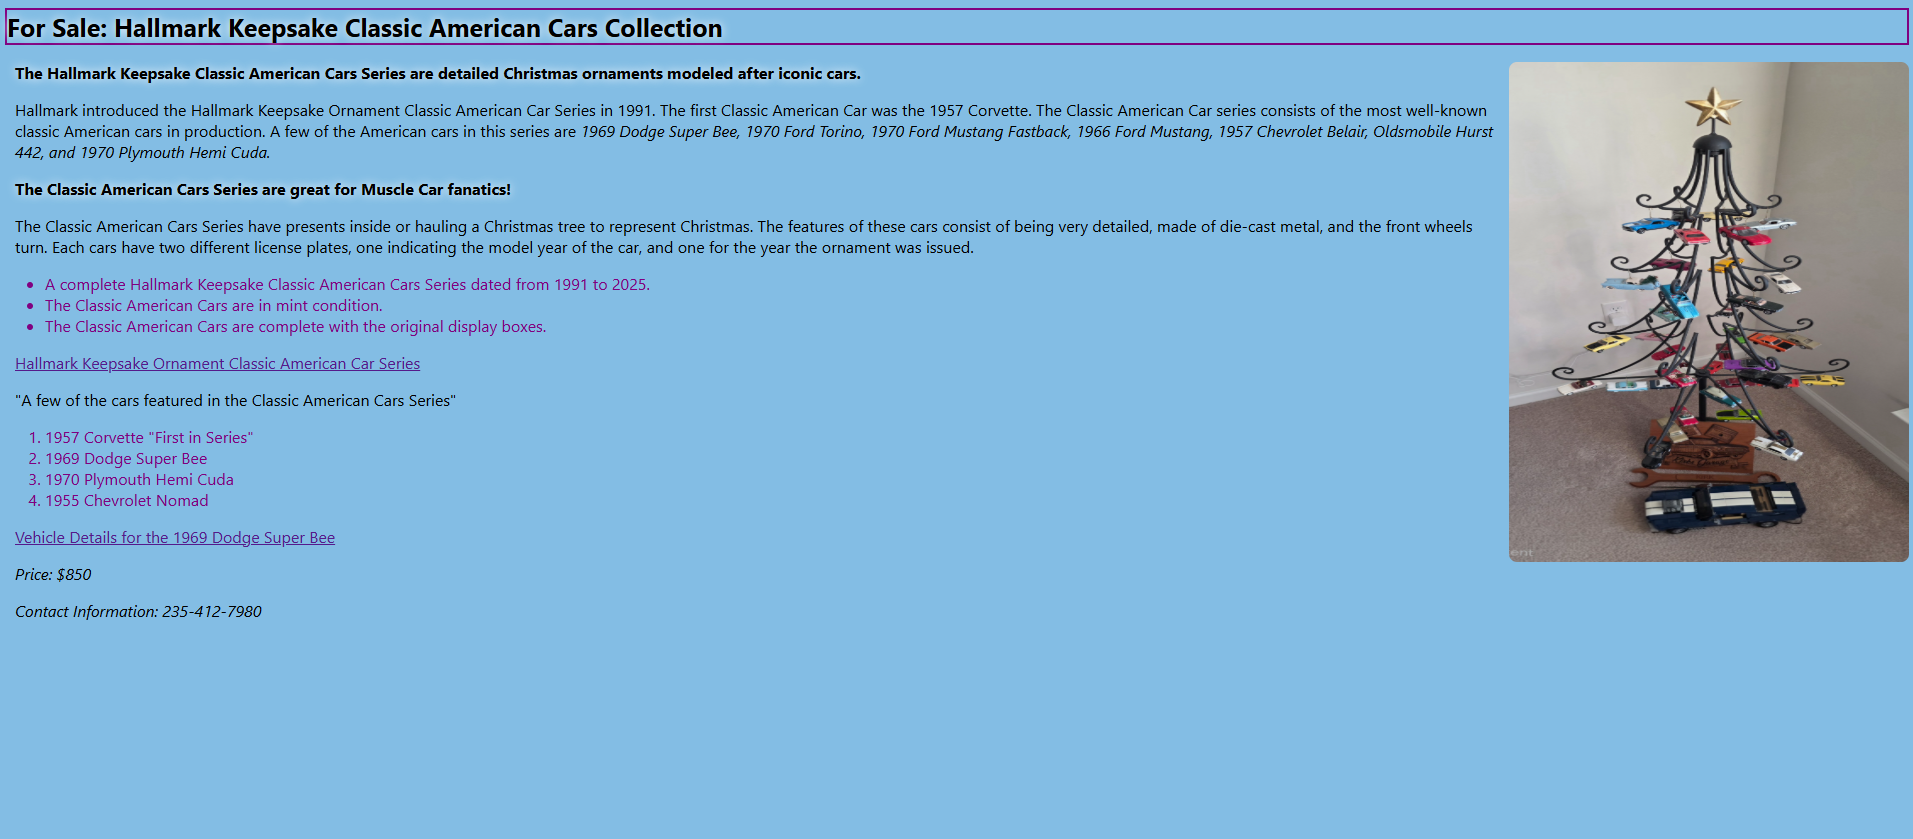 For Sale: Hallmark Keepsake Classic American Cars Collection
The Hallmark Keepsake Classic American Cars Series are detailed Christmas ornaments modeled after iconic cars.
Hallmark introduced the Hallmark Keepsake Ornament Classic American Car Series in 1991. The first Classic American Car was the 1957 Corvette. The Classic American Car series consists of the most well-known
classic American cars in production. A few of the American cars in this series are 1969 Dodge Super Bee, 1970 Ford Torino, 1970 Ford Mustang Fastback, 1966 Ford Mustang, 1957 Chevrolet Belair, Oldsmobile Hurst
442, and 1970 Plymouth Hemi Cuda.
The Classic American Cars Series are great for Muscle Car fanatics!
The Classic American Cars Series have presents inside or hauling a Christmas tree to represent Christmas. The features of these cars consist of being very detailed, made of die-cast metal, and the front wheels
turn. Each cars have two different license plates, one indicating the model year of the car, and one for the year the ornament was issued.
• A complete Hallmark Keepsake Classic American Cars Series dated from 1991 to 2025.
• The Classic American Cars are in mint condition.
• The Classic American Cars are complete with the original display boxes.
Hallmark Keepsake Ornament Classic American Car Series
"A few of the cars featured in the Classic American Cars Series"
1. 1957 Corvette "First in Series"
2. 1969 Dodge Super Bee
3. 1970 Plymouth Hemi Cuda
4. 1955 Chevrolet Nomad
Vehicle Details for the 1969 Dodge Super Bee
Price: $850
Contact Information: 235-412-7980